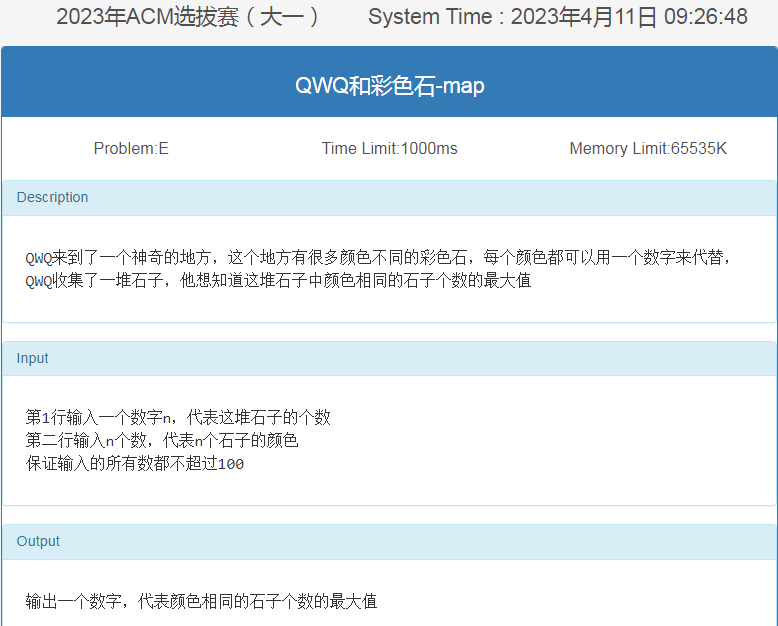 2023年ACM选拔赛（大一） System Time : 2023年4月11日 09:26:48
QWQ和彩色石-map
Problem:E Time Limit:1000ms Memory Limit:65535K
Description
QWQ来到了一个神奇的地方，这个地方有很多颜色不同的彩色石，每个颜色都可以用一个数字来代替，
QWQ收集了一堆石子，他想知道这堆石子中颜色相同的石子个数的最大值
Input
第1行输入一个数字n，代表这堆石子的个数
第二行输入n个数，代表n个石子的颜色
保证输入的所有数都不超过100
Output
输出一个数字，代表颜色相同的石子个数的最大值